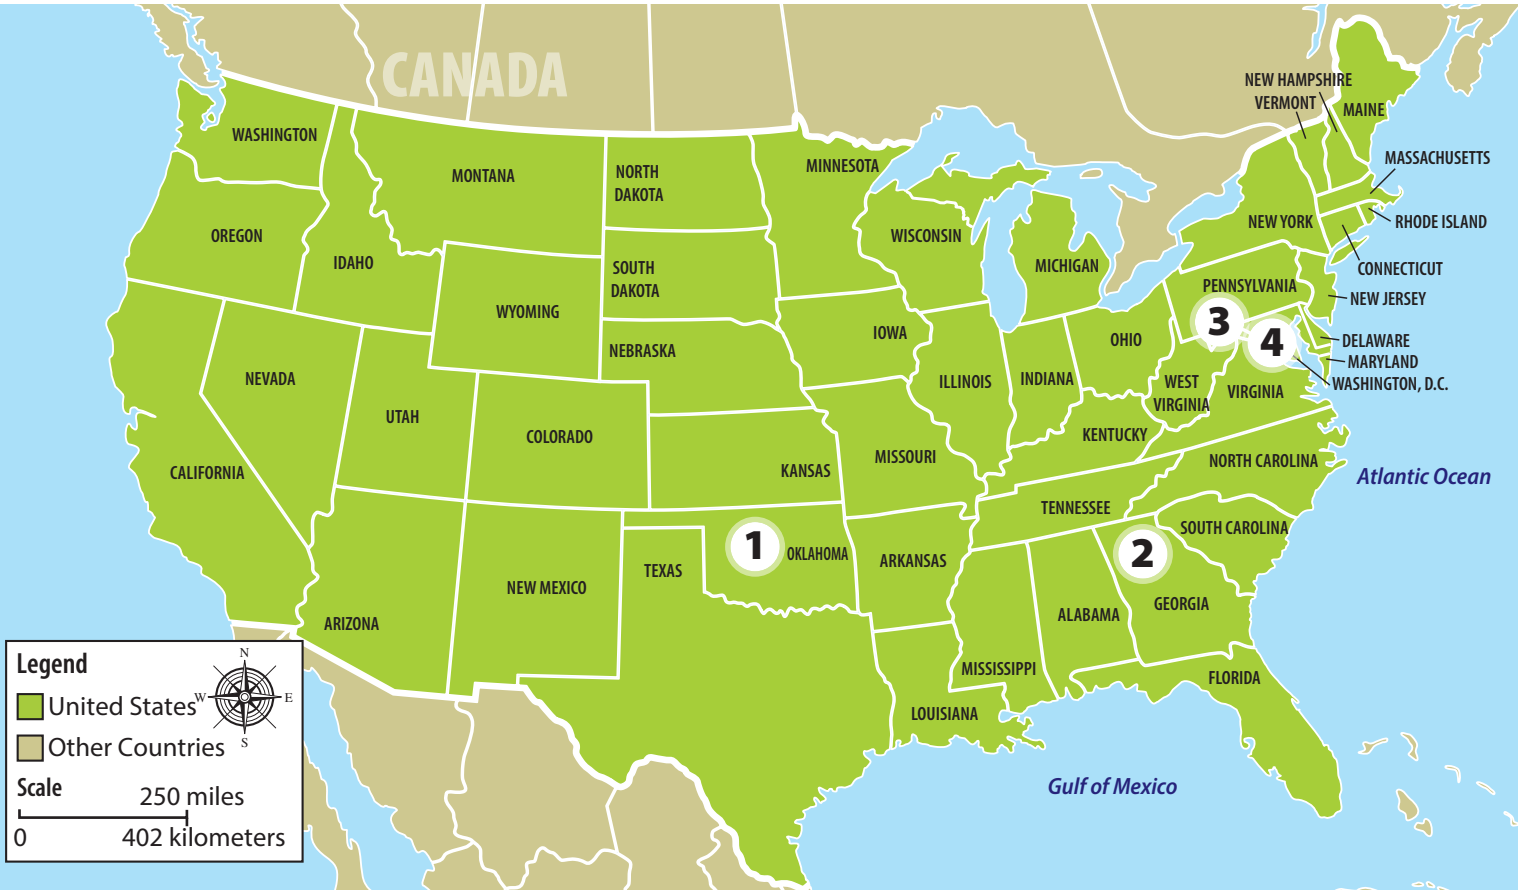 CANADA
NEW HAMPSHIRE
VERMONT
MAINE
WASHINGTON
MONTANA
NORTH
DAKOTA
MINNESOTA
MASSACHUSETTS
OREGON
IDAHO
WISCONSIN
NEW YORK
RHODE ISLAND
SOUTH
DAKOTA
MICHIGAN
CONNECTICUT
WYOMING
PENNSYLVANIA
NEW JERSEY
3
4
IOWA
OHIO
DELAWARE
NEBRASKA
MARYLAND
NEVADA
ILLINOIS
INDIANA
WEST
VIRGINIA
VIRGINIA
WASHINGTON, D.C.
UTAH
COLORADO
KENTUCKY
CALIFORNIA
KANSAS
MISSOURI
NORTH CAROLINA
Atlantic Ocean
TENNESSEE
SOUTH CAROLINA
1
OKLAHOMA
2
TEXAS
ARKANSAS
NEW MEXICO
ARIZONA
ALABAMA
GEORGIA
MISSISSIPPI
FLORIDA
LOUISIANA
Gulf of Mexico
Legend
United States
Other Countries
N
W
E
S
Scale
250 miles
0
402 kilometers